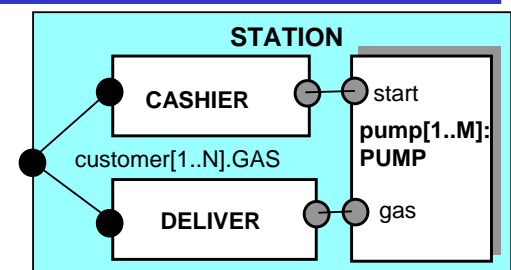 STATION
CASHIER
start
pump[1..M]:
PUMP
customer[1..N].GAS
DELIVER
gas